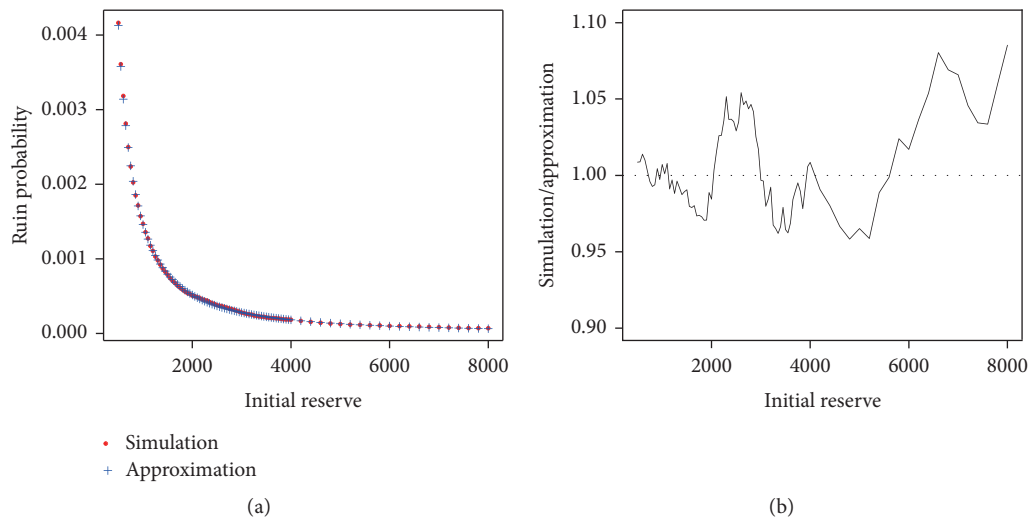 0.004
0.003
0.002
0.001
0.000
Ruin probability
2000
4000
6000
8000
Initial reserve
Simulation
Approximation
(a)
1.10
1.05
1.00
0.95
0.90
Simulation/approximation
2000
4000
6000
8000
Initial reserve
(b)